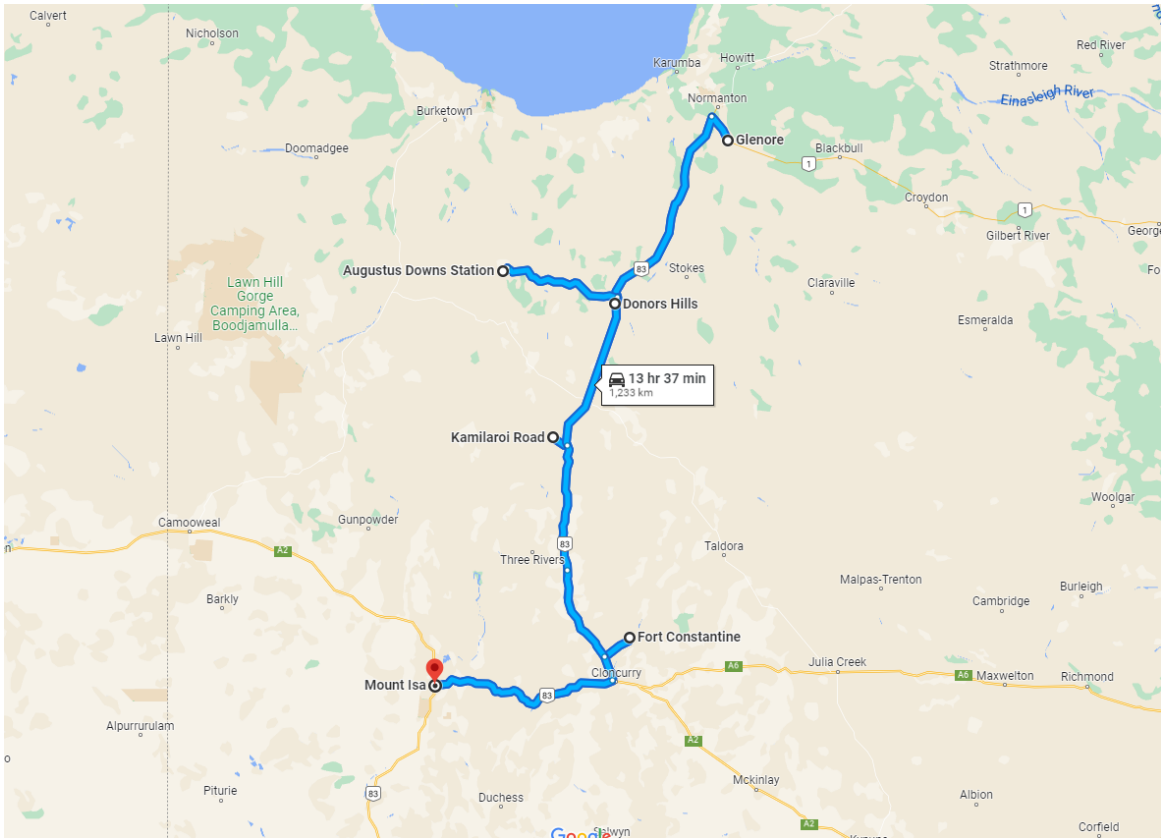 Calvert
Nicholson
Karumba
Howitt
Red River
Strathmore
Einasleigh River
Burketown
Normanton
Glenore
Doomadgee
Blackbull
1
Croydon
1
Gilbert River
George
Augustus Downs Station
83
Stokes
Fo
Claraville
Donors Hills
Lawn Hill
Gorge
Camping Area,
Boodjamulla...
Esmeralda
Lawn Hill
13 hr 37 min
1,233 km
Kamilaroi Road
Woolgar
Camooweal
Gunpowder
A2
83
Taldora
Three Rivers
Malpas-Trenton
Burleigh
Barkly
Cambridge
Fort Constantine
Cloncurry
A6
Julia Creek
A6
Maxwelton
Richmond
Mount Isa
83
Alpurrurulam
A2
Mckinlay
Piturie
83
Duchess
Albion
Google
Selwyn
A2
Corfield